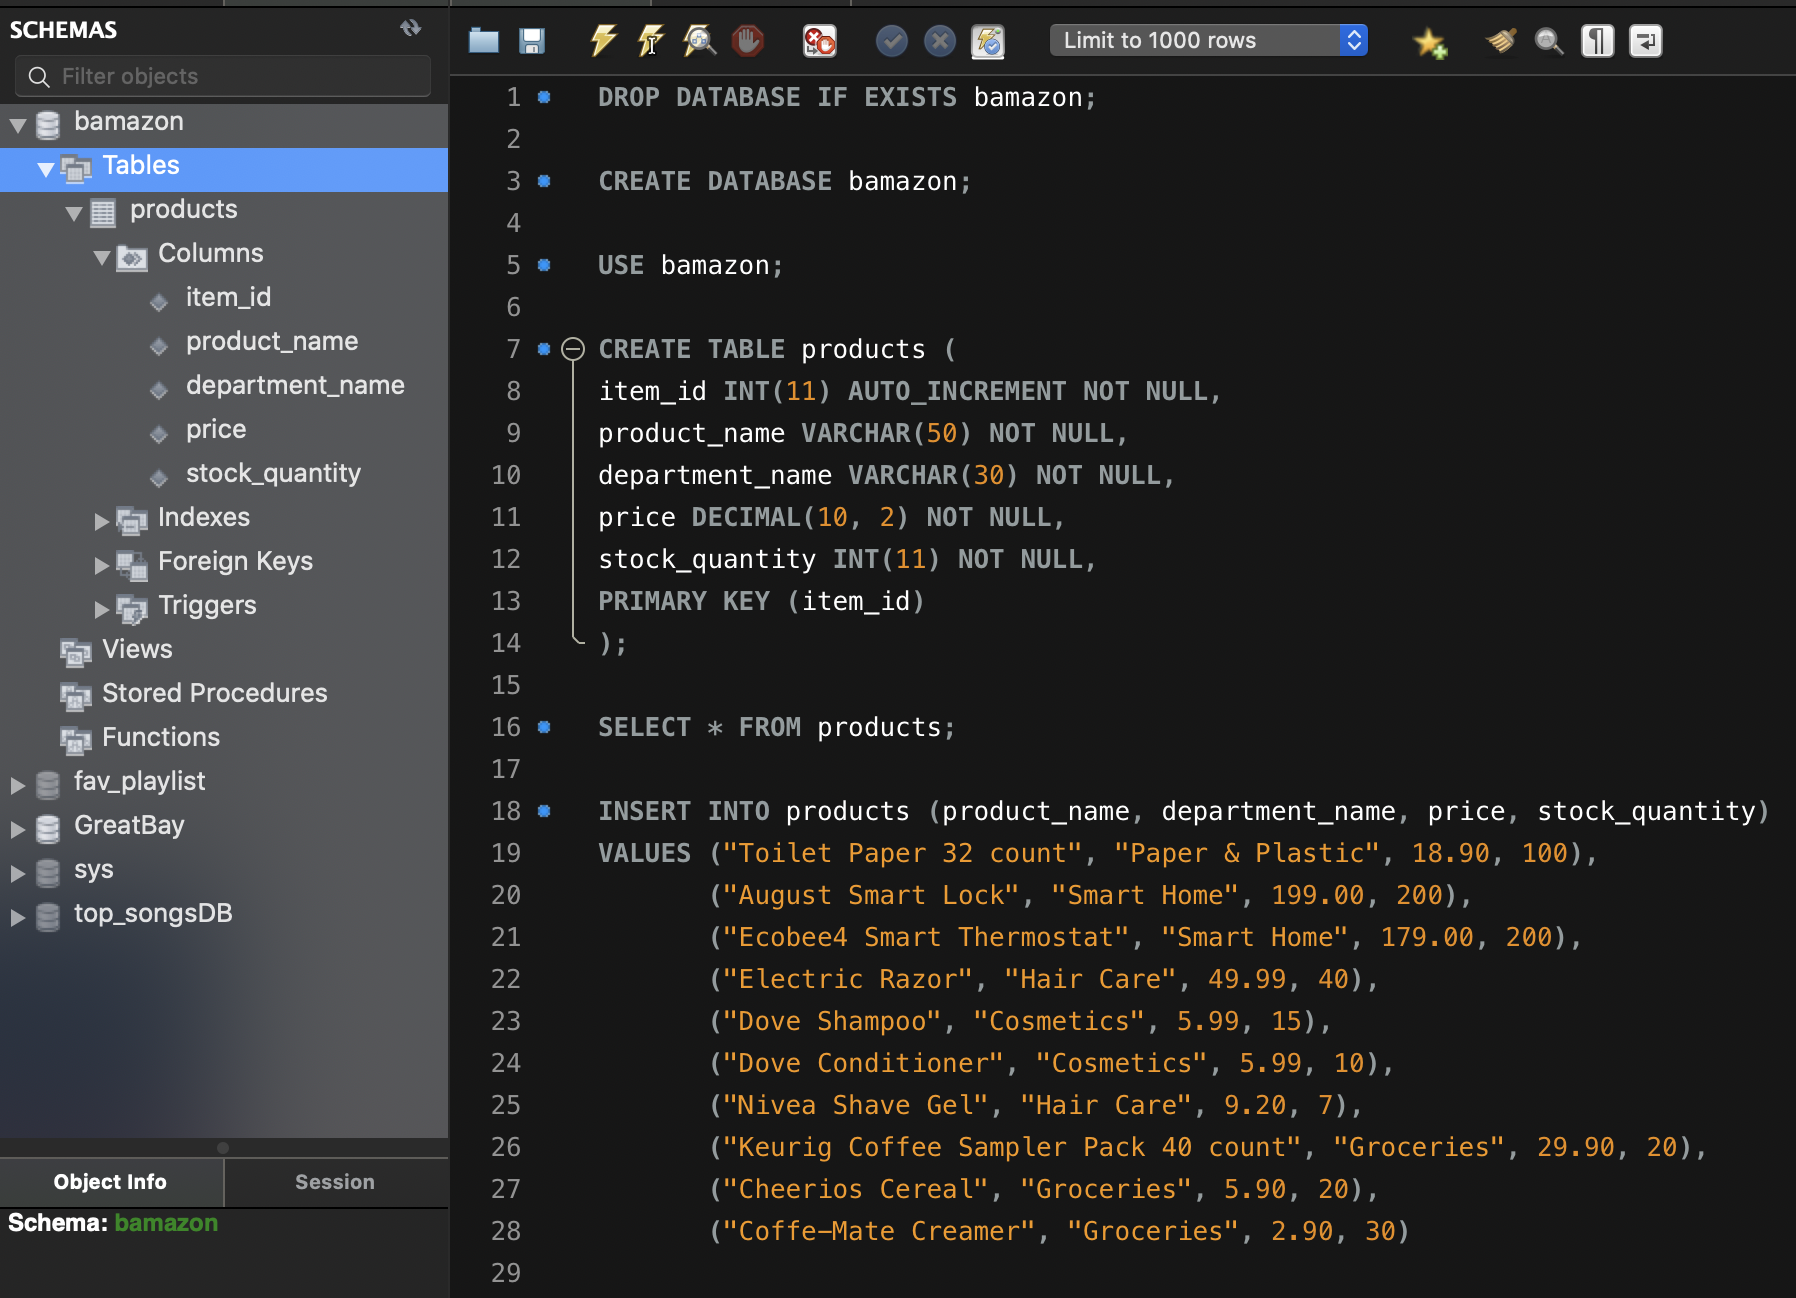 SCHEMAS
Filter objects
bamazon
Tables
products
Columns
item_id
product_name
department_name
price
stock_quantity
Indexes
Foreign Keys
Triggers
Views
Stored Procedures
Functions
fav_playlist
GreatBay
sys
top_songsDB
Object Info
Session
Schema: bamazon
Limit to 1000 rows
1 DROP DATABASE IF EXISTS bamazon;
2
3 CREATE DATABASE bamazon;
4
5 USE bamazon;
6
7 CREATE TABLE products (
8 item_id INT(11) AUTO_INCREMENT NOT NULL,
9 product_name VARCHAR(50) NOT NULL,
10 department_name VARCHAR(30) NOT NULL,
11 price DECIMAL(10, 2) NOT NULL,
12 stock_quantity INT(11) NOT NULL,
13 PRIMARY KEY (item_id)
14 );
15
16 SELECT * FROM products;
17
18 INSERT INTO products (product_name, department_name, price, stock_quantity)
19 VALUES ("Toilet Paper 32 count", "Paper & Plastic", 18.90, 100),
20 ("August Smart Lock", "Smart Home", 199.00, 200),
21 ("Ecobee4 Smart Thermostat", "Smart Home", 179.00, 200),
22 ("Electric Razor", "Hair Care", 49.99, 40),
23 ("Dove Shampoo", "Cosmetics", 5.99, 15),
24 ("Dove Conditioner", "Cosmetics", 5.99, 10),
25 ("Nivea Shave Gel", "Hair Care", 9.20, 7),
26 ("Keurig Coffee Sampler Pack 40 count", "Groceries", 29.90, 20),
27 ("Cheerios Cereal", "Groceries", 5.90, 20),
28 ("Coffe-Mate Creamer", "Groceries", 2.90, 30)
29